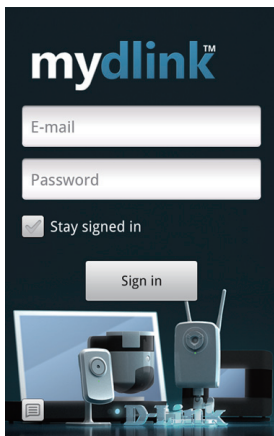 mydlink™
E-mail
Password
Stay signed in
Sign in
D-Link